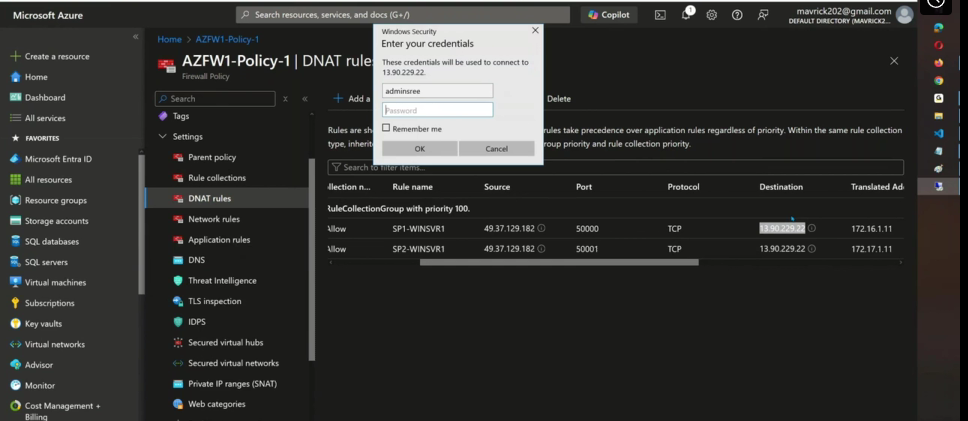 Microsoft Azure
Search resources, services, and docs (G+/)
Copilot
1
mavrick202@gmail.com
DEFAULT DIRECTORY (MAVRICK2...
Create a resource
Home
Dashboard
All services
FAVORITES
Microsoft Entra ID
All resources
Resource groups
Storage accounts
SQL databases
SQL servers
Virtual machines
Subscriptions
Key vaults
Virtual networks
Advisor
Monitor
Cost Management +
Billing
Home > AZFW1-Policy-1
AZFW1-Policy-1 | DNAT rules
Firewall Policy
Search
Tags
Settings
Parent policy
Rule collections
DNAT rules
Network rules
Application rules
DNS
Threat Intelligence
TLS inspection
IDPS
Secured virtual hubs
Secured virtual networks
Private IP ranges (SNAT)
Web categories
Windows Security
Enter your credentials
These credentials will be used to connect to
13.90.229.22.
adminsree
Password
Remember me
OK Cancel
Add a
Delete
Rules are sh
rules take precedence over application rules regardless of priority. Within the same rule collection
type, inherite
roup priority and rule collection priority.
Search to filter items...
llection n... Rule name Source Port Protocol Destination Translated Add
RuleCollectionGroup with priority 100.
Allow SP1-WINSVR1 49.37.129.182 50000 TCP 13.90.229.22 172.16.1.11
Allow SP2-WINSVR1 49.37.129.182 50001 TCP 13.90.229.22 172.17.1.11